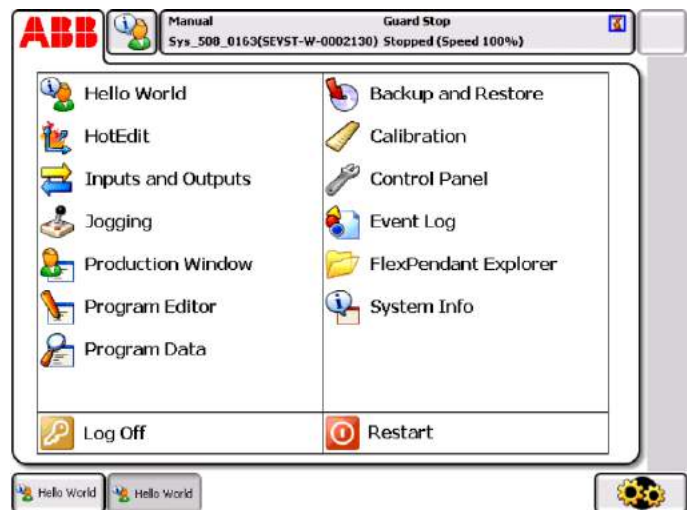 ABB
Manual Guard Stop
Sys_508_0163(SEVST-W-0002130) Stopped (Speed 100%)
Hello World
HotEdit
Inputs and Outputs
Jogging
Production Window
Program Editor
Program Data
Backup and Restore
Calibration
Control Panel
Event Log
FlexPendant Explorer
System Info
Log Off
Restart
Hello World
Hello World